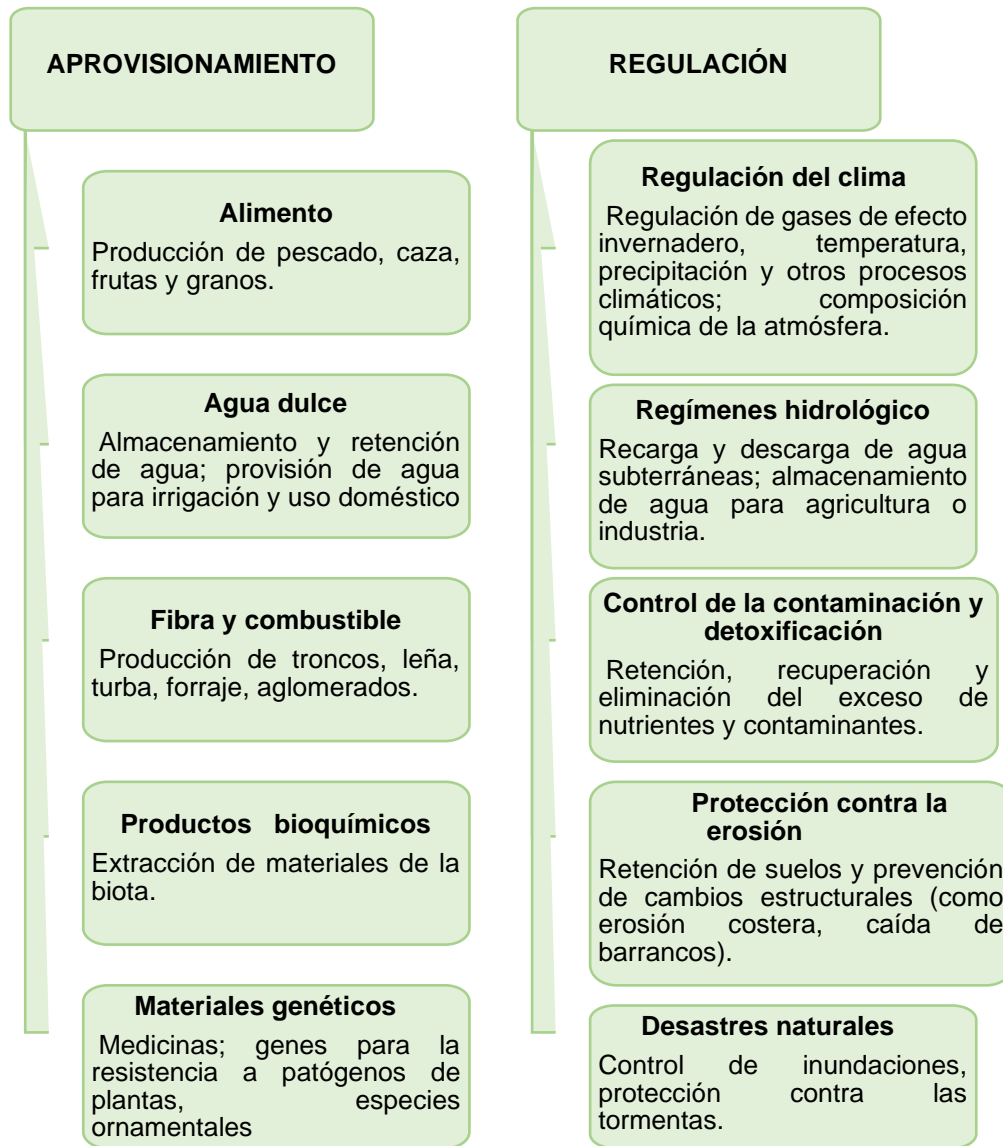 APROVISIONAMIENTO
Alimento
Producción de pescado, caza,
frutas y granos.
Agua dulce
Almacenamiento y retención
de agua; provisión de agua
para irrigación y uso doméstico
Fibra y combustible
Producción de troncos, leña,
turba, forraje, aglomerados.
Productos bioquímicos
Extracción de materiales de la
biota.
Materiales genéticos
Medicinas; genes para la
resistencia a patógenos de
plantas, especies
ornamentales
REGULACIÓN
Regulación del clima
Regulación de gases de efecto
invernadero, temperatura,
precipitación y otros procesos
climáticos; composición
química de la atmósfera.
Regímenes hidrológico
Recarga y descarga de agua
subterráneas; almacenamiento
de agua para agricultura o
industria.
Control de la contaminación y
detoxificación
Retención, recuperación y
eliminación del exceso de
nutrientes y contaminantes.
Protección contra la
erosión
Retención de suelos y prevención
de cambios estructurales (como
erosión costera, caída de
barrancos).
Desastres naturales
Control de inundaciones,
protección contra las
tormentas.